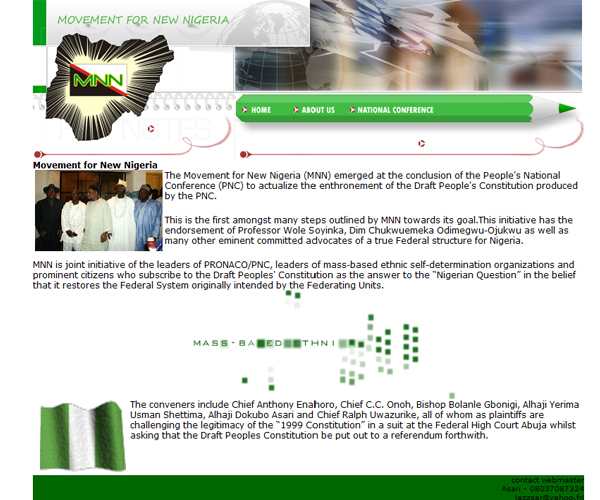 MOVEMENT FOR NEW NIGERIA
MNN
HOME ABOUT US NATIONAL CONFERENCE
Movement for New Nigeria
The Movement for New Nigeria (MNN) emerged at the conclusion of the People's National
Conference (PNC) to actualize the enthronement of the Draft People's Constitution produced
by the PNC.
This is the first amongst many steps outlined by MNN towards its goal.This initiative has the
endorsement of Professor Wole Soyinka, Dim Chukwuemeka Odimegwu-Ojukwu as well as
many other eminent committed advocates of a true Federal structure for Nigeria.
MNN is joint initiative of the leaders of PRONACO/PNC, leaders of mass-based ethnic self-determination organizations and
prominent citizens who subscribe to the Draft Peoples' Constitution as the answer to the "Nigerian Question" in the belief
that it restores the Federal System originally intended by the Federating Units.
MASS-BA ED THNI
The conveners include Chief Anthony Enahoro, Chief C.C. Onoh, Bishop Bolanle Gbonigi, Alhaji Yerima
Usman Shettima, Alhaji Dokubo Asari and Chief Ralph Uwazurike, all of whom as plaintiffs are
challenging the legitimacy of the "1999 Constitution" in a suit at the Federal High Court Abuja whilst
asking that the Draft Peoples Constitution be put out to a referendum forthwith.
contact webmaster
Asari - 08037087324